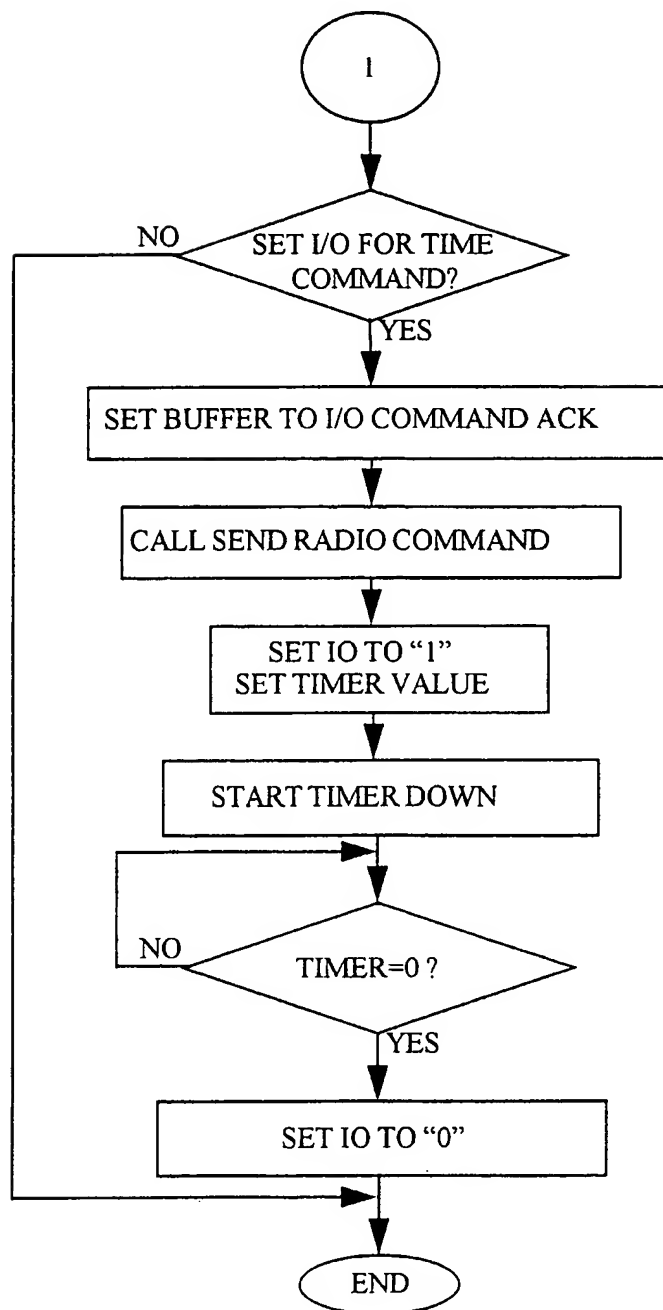 1
NO
SET I/O FOR TIME
COMMAND?
YES
SET BUFFER TO I/O COMMAND ACK
CALL SEND RADIO COMMAND
SET IO TO “1”
SET TIMER VALUE
START TIMER DOWN
NO
TIMER=0 ?
YES
SET IO TO “0”
END